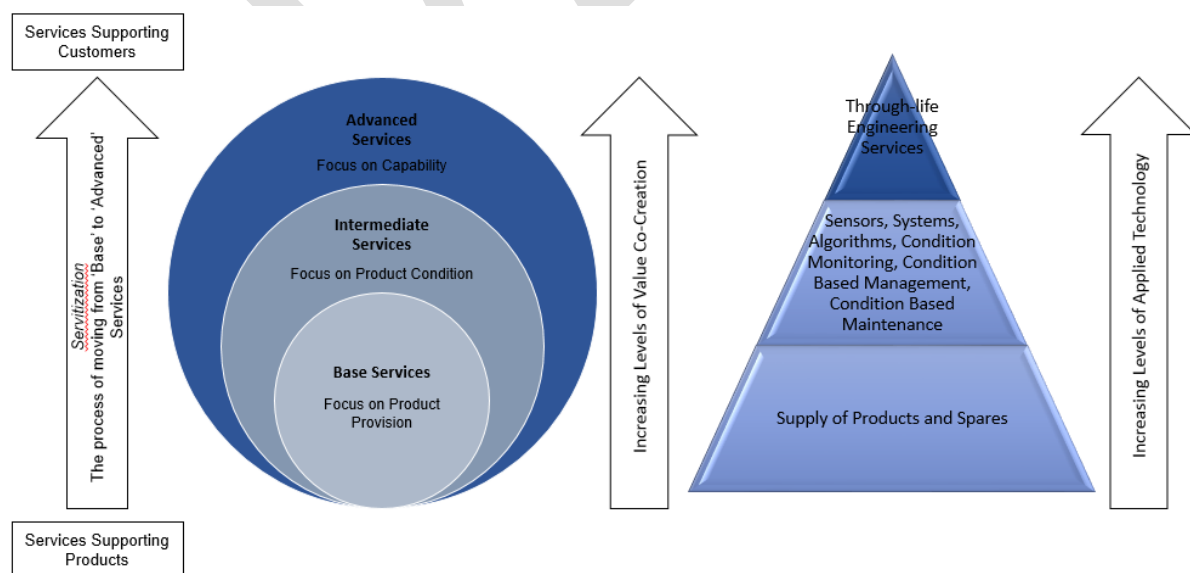 Services Supporting
Customers
Servitization
The process of moving from 'Base' to 'Advanced'
Services
Services Supporting
Products
Advanced
Services
Focus on Capability
Intermediate
Services
Focus on Product Condition
Base Services
Focus on Product
Provision
Increasing Levels of Value Co-Creation
Through-life
Engineering
Services
Sensors, Systems,
Algorithms, Condition
Monitoring, Condition
Based Management,
Condition Based
Maintenance
Supply of Products and Spares
Increasing Levels of Applied Technology